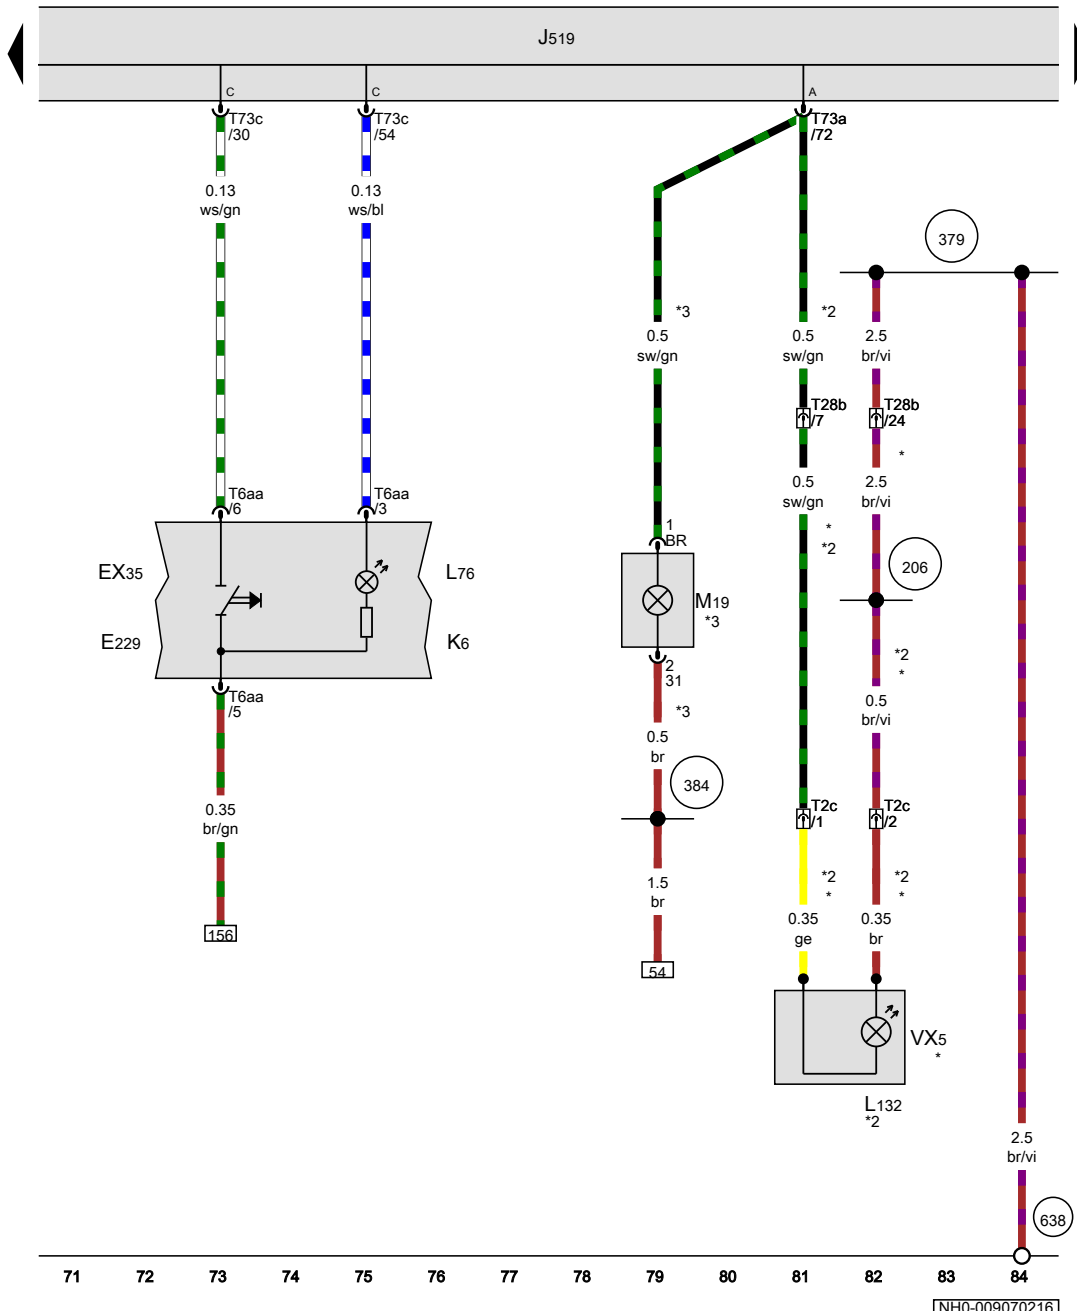 J519
C
C
A
T73c
/30
T73c
/54
T73a
/72
0.13
ws/gn
0.13
ws/bl
379
*3
*2
0.5
sw/gn
0.5
sw/gn
2.5
br/vi
T28b
/7
T28b
/24
*
0.5
sw/gn
2.5
br/vi
T6aa
/6
T6aa
/3
*
*2
1
BR
EX35
L76
206
M19
*3
E229
K6
*2
*
2
31
T6aa
/5
*3
0.5
br/vi
0.5
br
384
0.35
br/gn
T2c
/1
T2c
/2
1.5
br
*2
*
*2
*
0.35
ge
0.35
br
156
54
VX5
*
L132
*2
2.5
br/vi
638
71 72 73 74 75 76 77 78 79 80 81 82 83 84
NH0-009070216